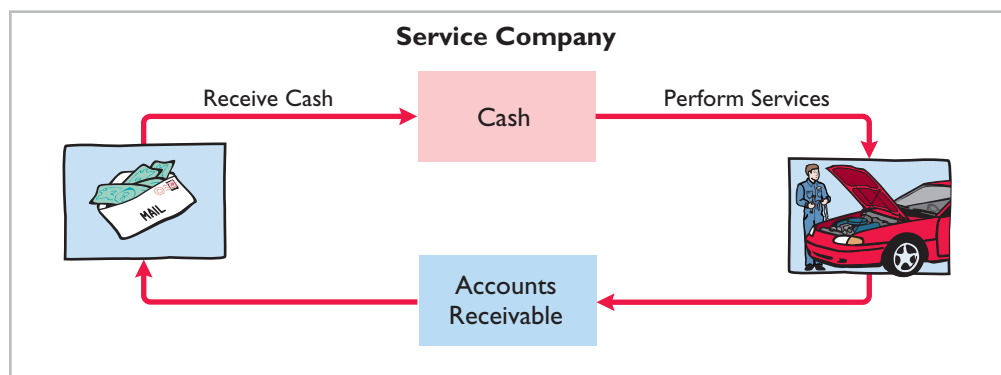 Service Company
Receive Cash
Cash
Perform Services
MAIL
Accounts
Receivable